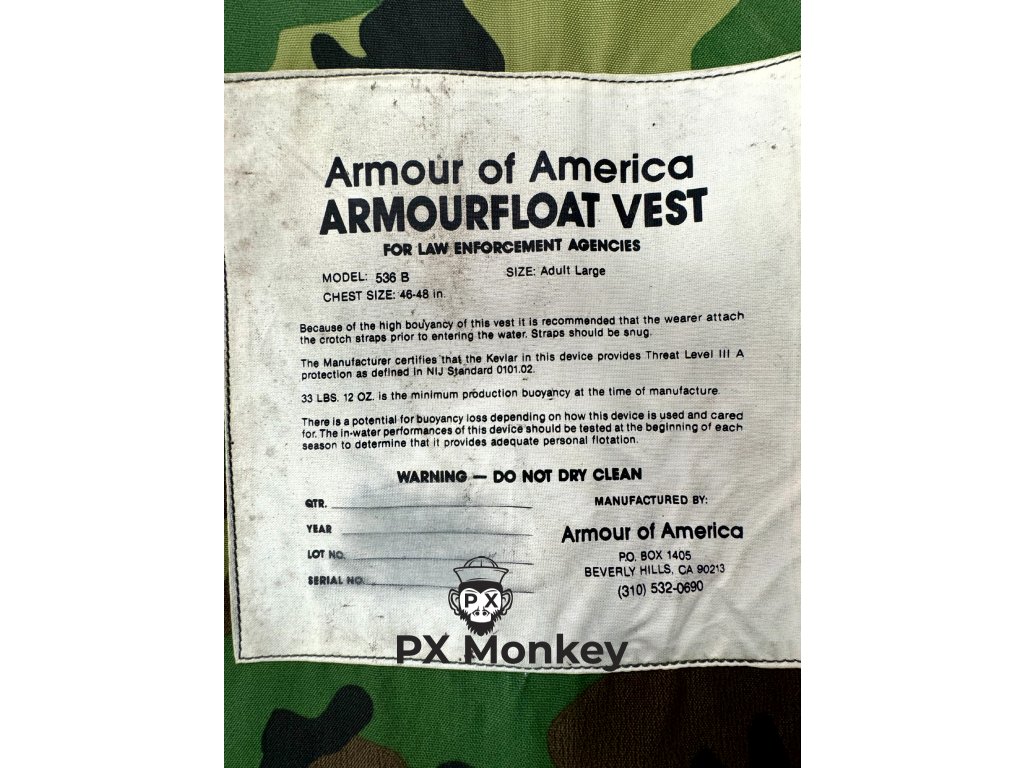 Armour of America
ARMOURFLOAT VEST
FOR LAW ENFORCEMENT AGENCIES
MODEL: 536 B SIZE: Adult Large
CHEST SIZE: 46-48 in.
Because of the high bouyancy of this vest it is recommended that the wearer attach
the crotch straps prior to entering the water. Straps should be snug.
The Manufacturer certifies that the Kevlar in this device provides Threat Level III A
protection as defined in NIJ Standard 0101.02.
33 LBS. 12 OZ. is the minimum production buoyancy at the time of manufacture.
There is a potential for buoyancy loss depending on how this device is used and cared
for. The in-water performances of this device should be tested at the beginning of each
season to determine that it provides adequate personal flotation.
WARNING — DO NOT DRY CLEAN
QTR.
YEAR
LOT NO.
SERIAL NO.
MANUFACTURED BY:
Armour of America
P.O. BOX 1405
BEVERLY HILLS, CA 90213
(310) 532-0690
PX
PX Monkey